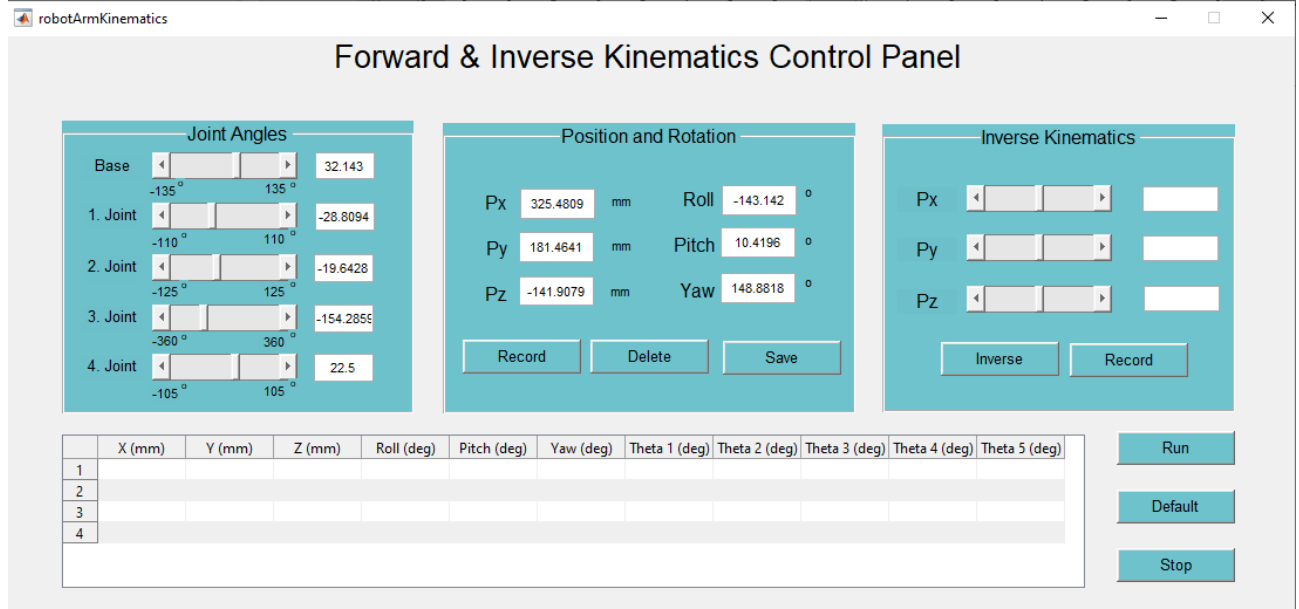 robotArmKinematics
Forward & Inverse Kinematics Control Panel
Joint Angles
Base 32.143
-135° 135°
1. Joint -28.8094
-110° 110°
2. Joint -19.6428
-125° 125°
3. Joint -154.2859
-360° 360°
4. Joint 22.5
-105° 105°
Position and Rotation
Px 325.4809 mm Roll -143.142 °
Py 181.4641 mm Pitch 10.4196 °
Pz -141.9079 mm Yaw 148.8818 °
Record Delete Save
Inverse Kinematics
Px
Py
Pz
Inverse Record
X (mm) Y (mm) Z (mm) Roll (deg) Pitch (deg) Yaw (deg) Theta 1 (deg) Theta 2 (deg) Theta 3 (deg) Theta 4 (deg) Theta 5 (deg)
1
2
3
4
Run
Default
Stop